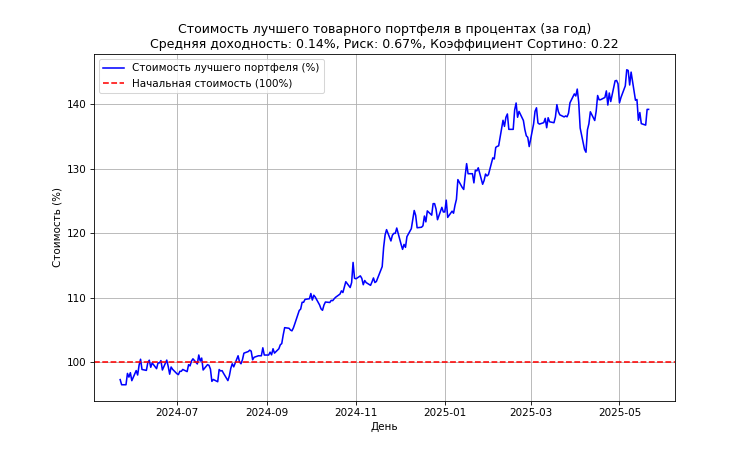 Стоимость лучшего товарного портфеля в процентах (за год)
Средняя доходность: 0.14%, Риск: 0.67%, Коэффициент Сортино: 0.22
Стоимость лучшего портфеля (%)
Начальная стоимость (100%)
Стоимость (%)
140
130
120
110
100
2024-07
2024-09
2024-11
2025-01
2025-03
2025-05
День